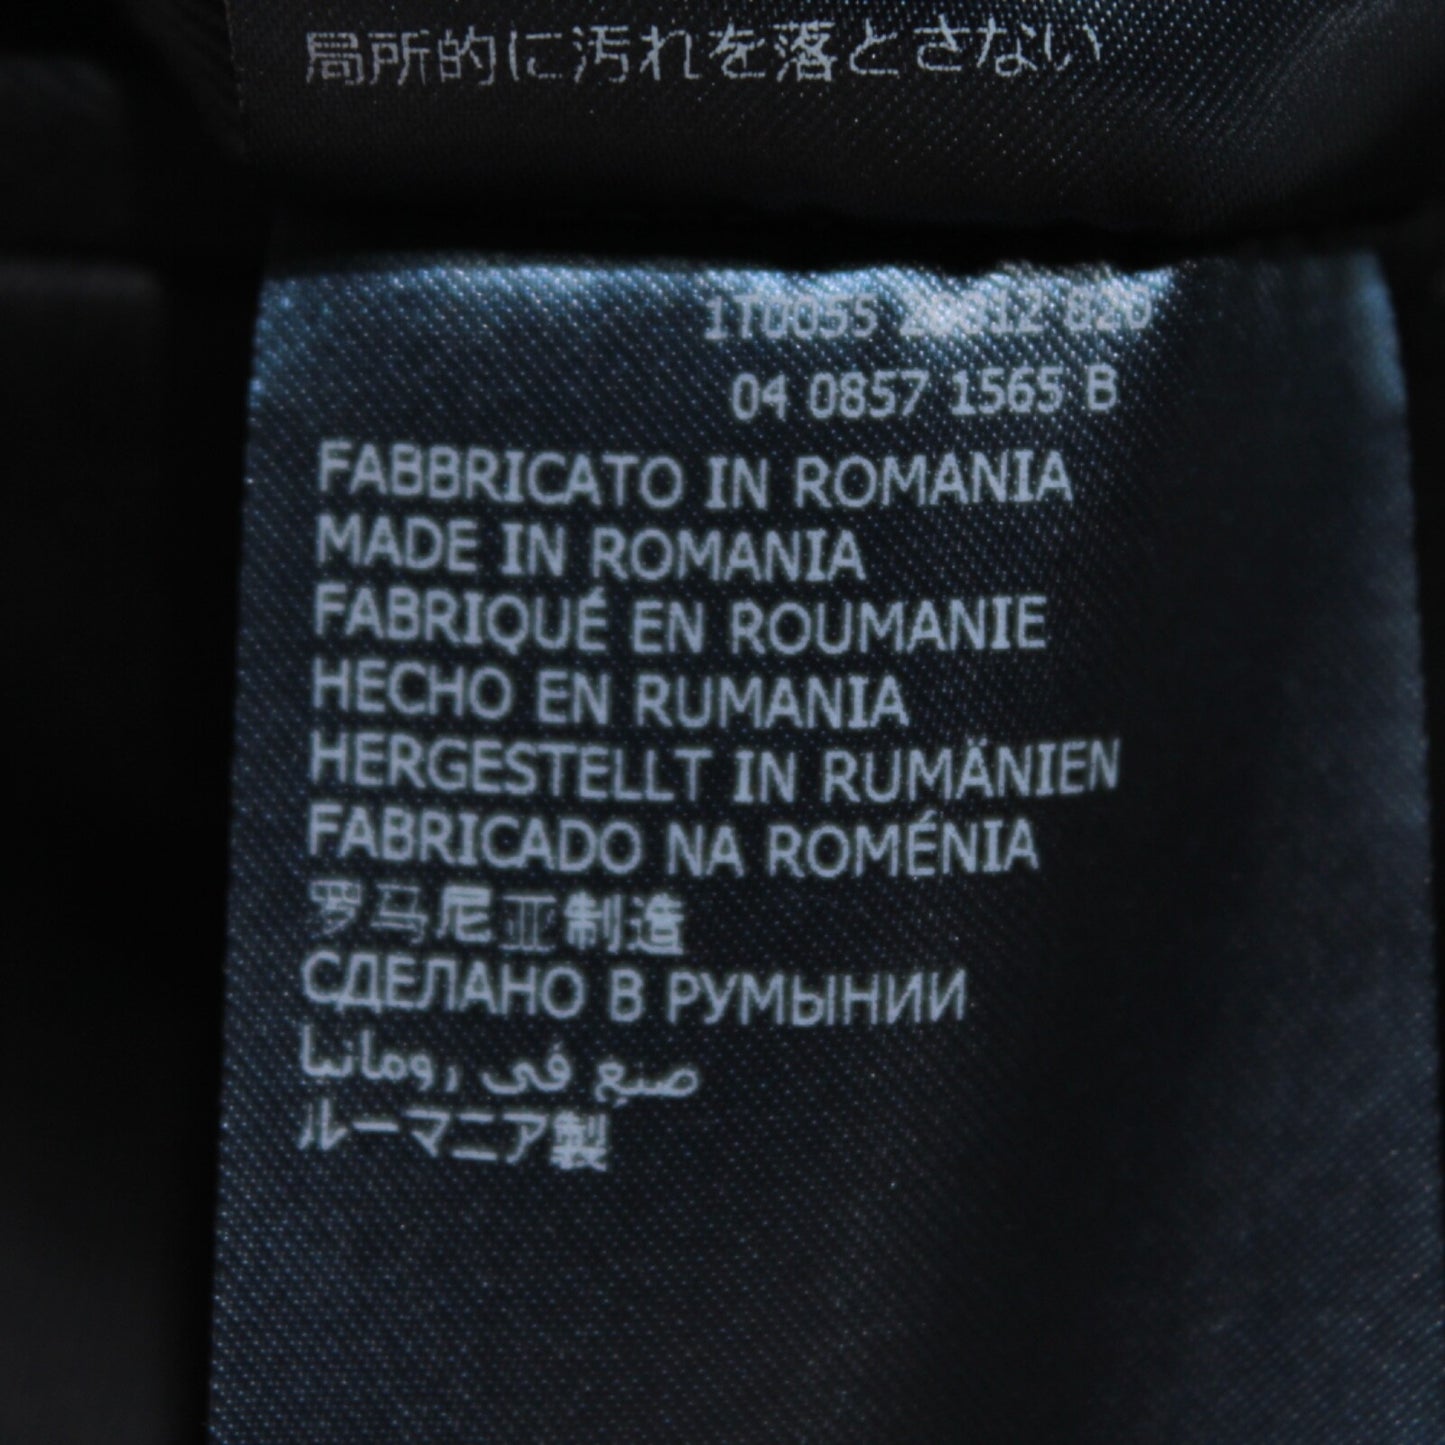 局所的に汚れを落とさない
1T0055 820
04 0857 1565 B
FABBRICATO IN ROMANIA
MADE IN ROMANIA
FABRIQUÉ EN ROUMANIE
HECHO EN RUMANIA
HERGESTELLT IN RUMÄNIEN
FABRICADO NA ROMÉNIA
罗马尼亚制造
СДЕЛАНО В РУМЫНИИ
صنع في رومانيا
ルーマニア製